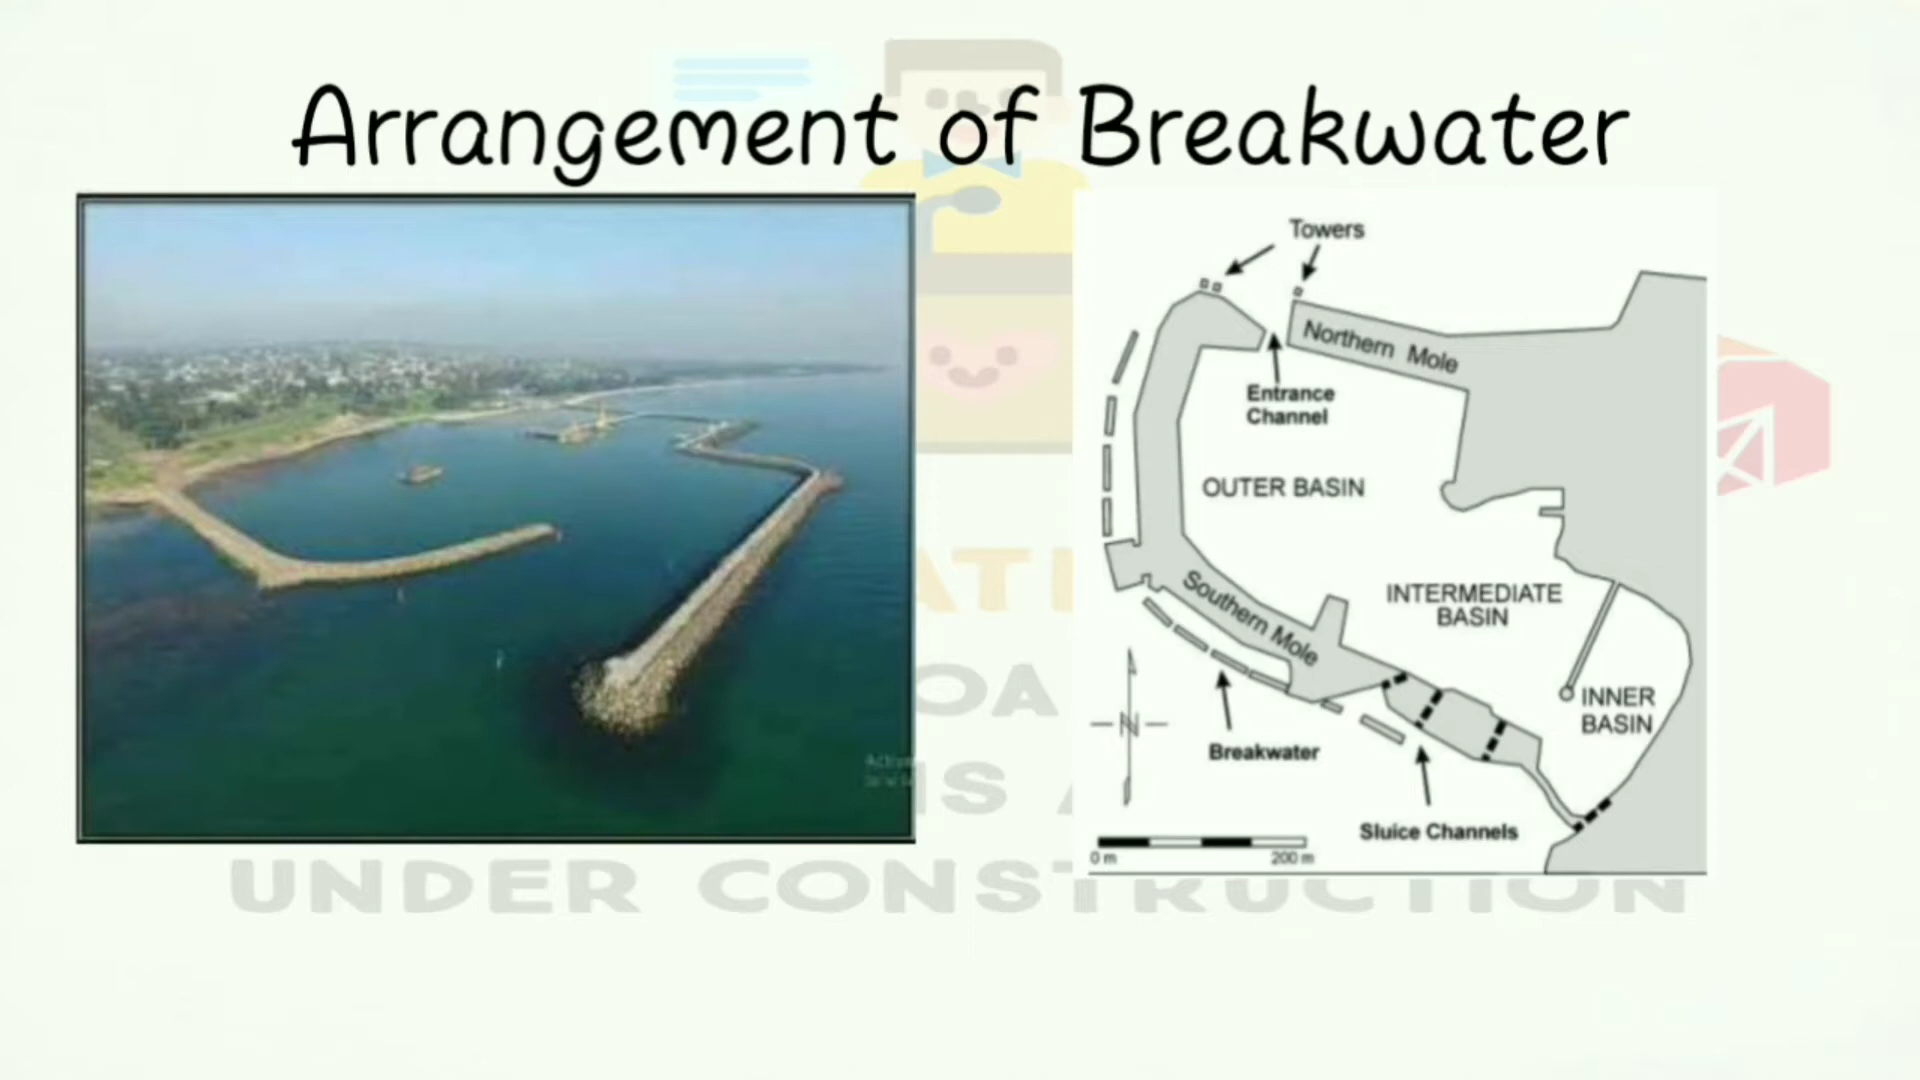 Arrangement of Breakwater
Towers
Northern Mole
Entrance
Channel
OUTER BASIN
Southern Mole
INTERMEDIATE
BASIN
INNER
BASIN
N
Breakwater
Sluice Channels
0 m
200 m
UNDER CONSTRUCTION